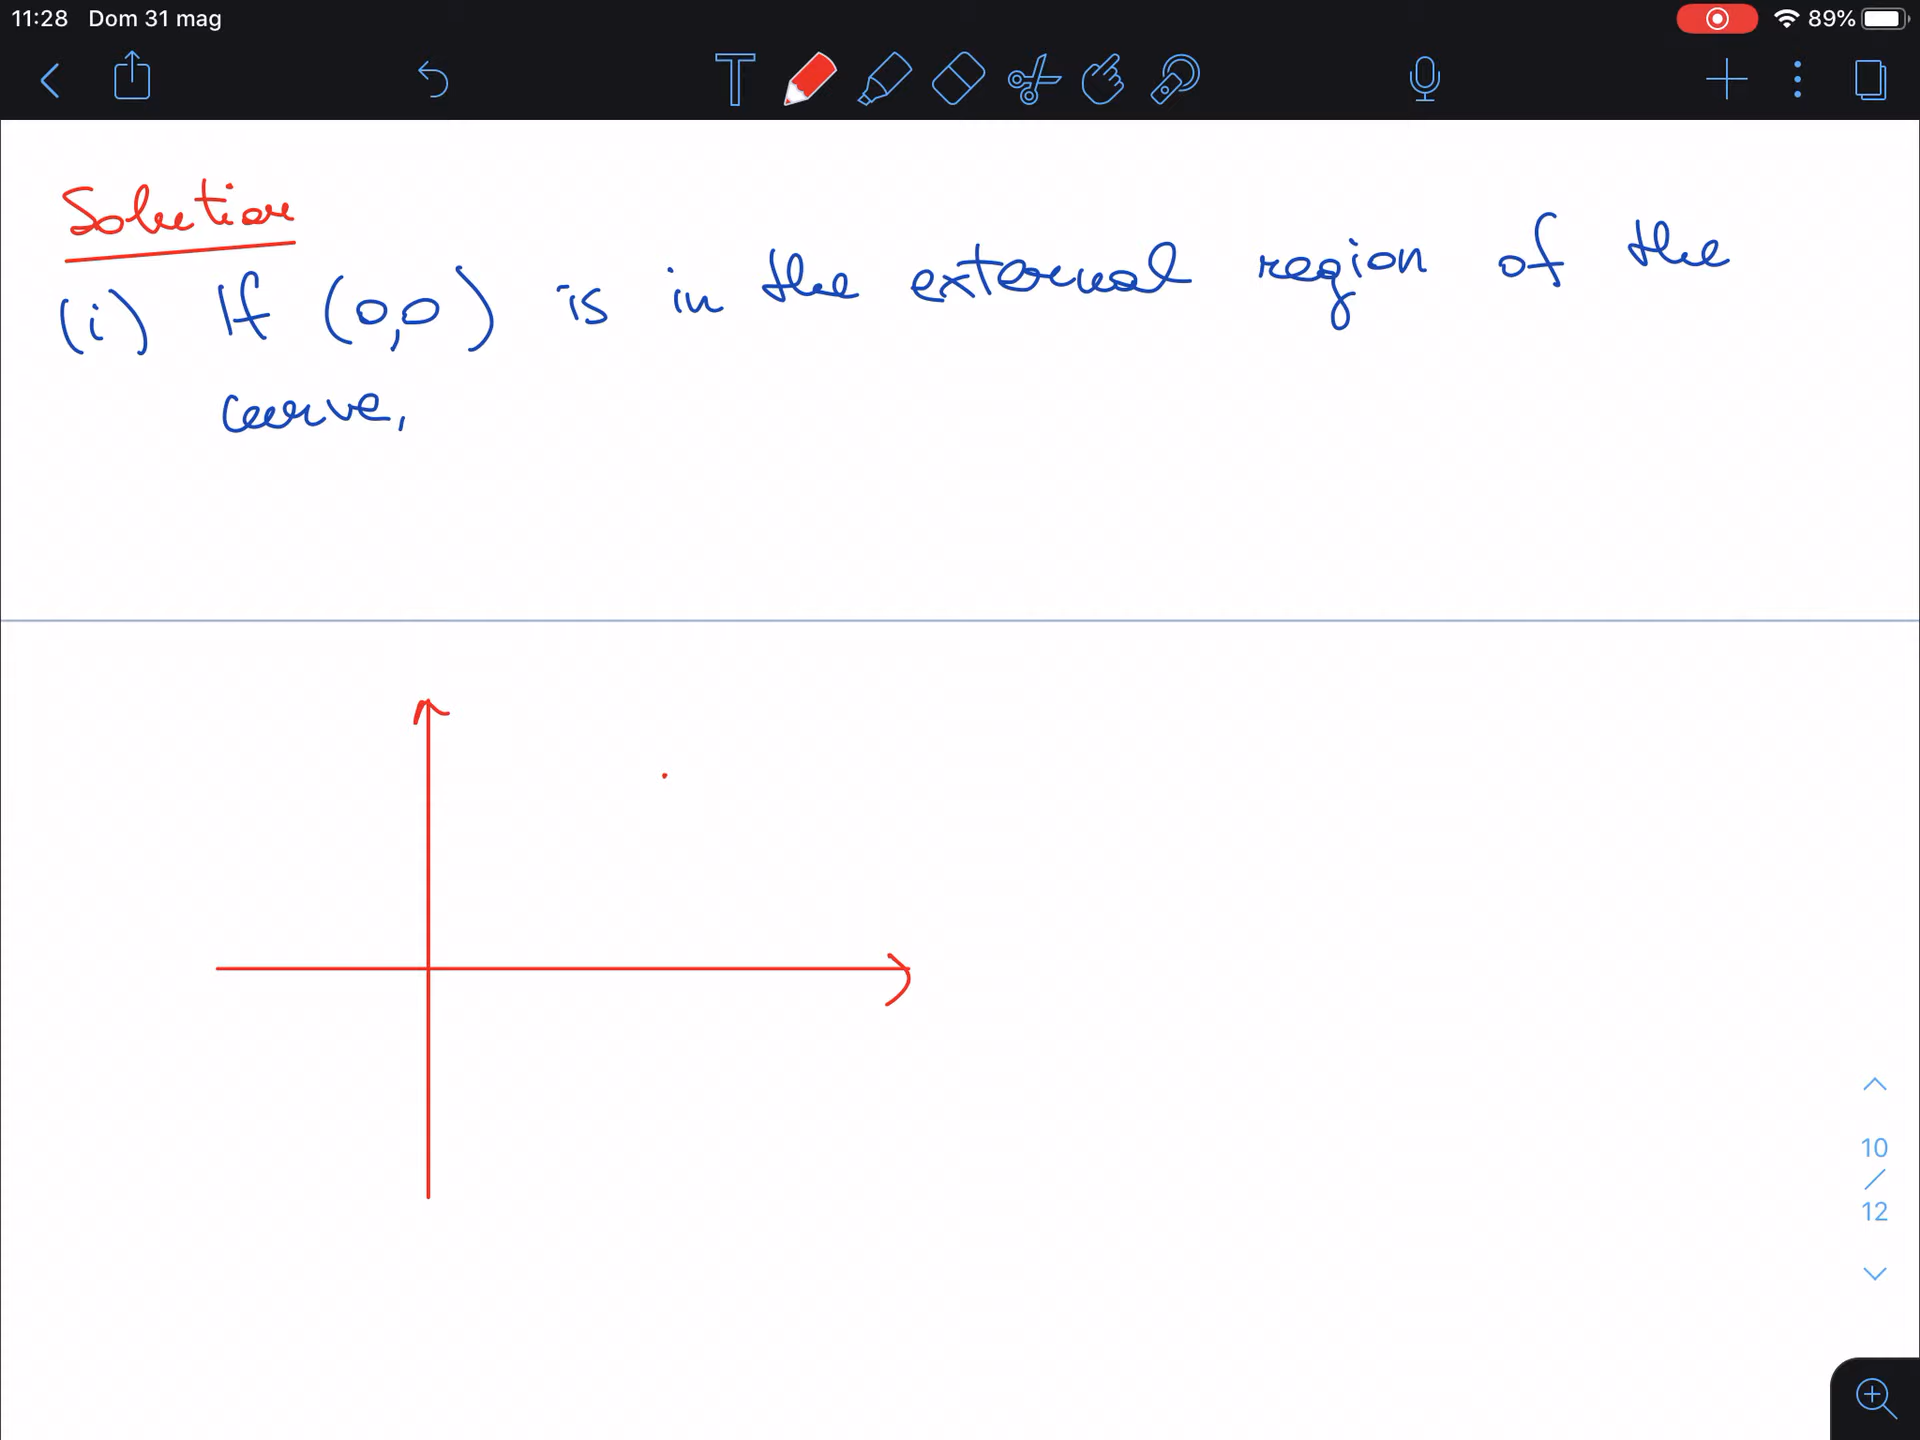 11:28 Dom 31 mag 89%
T
Solution
(i) If (0,0) is in the external region of the
curve,
10
/
12